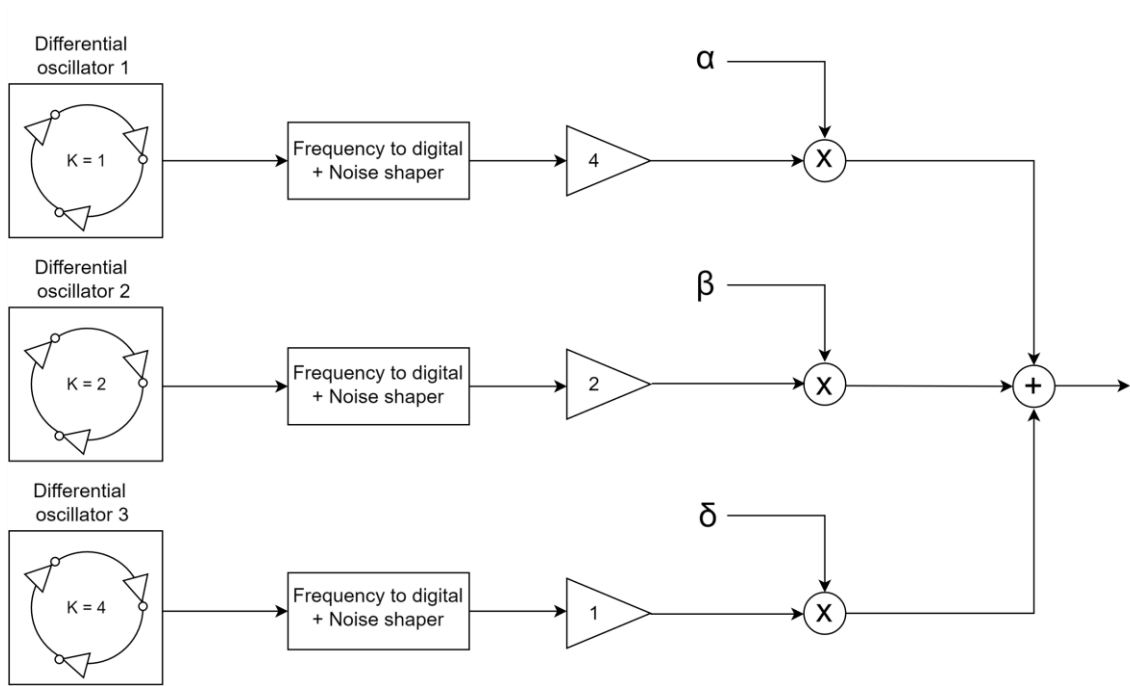 Differential
oscillator 1
K = 1
Frequency to digital
+ Noise shaper
4
α
X
Differential
oscillator 2
K = 2
Frequency to digital
+ Noise shaper
2
β
X
+
Differential
oscillator 3
K = 4
Frequency to digital
+ Noise shaper
1
δ
X